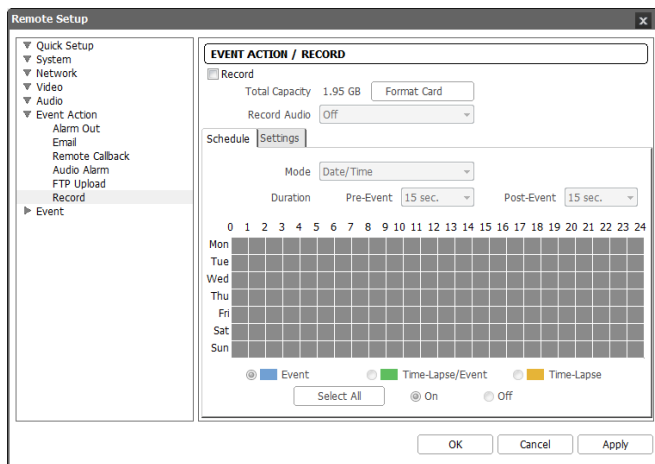 Remote Setup
x
Quick Setup
System
Network
Video
Audio
Event Action
Alarm Out
Email
Remote Callback
Audio Alarm
FTP Upload
Record
Event
EVENT ACTION / RECORD
Record
Total Capacity 1.95 GB Format Card
Record Audio Off
Schedule Settings
Mode Date/Time
Duration Pre-Event 15 sec. Post-Event 15 sec.
0 1 2 3 4 5 6 7 8 9 10 11 12 13 14 15 16 17 18 19 20 21 22 23 24
Mon
Tue
Wed
Thu
Fri
Sat
Sun
Event Time-Lapse/Event Time-Lapse
Select All On Off
OK Cancel Apply